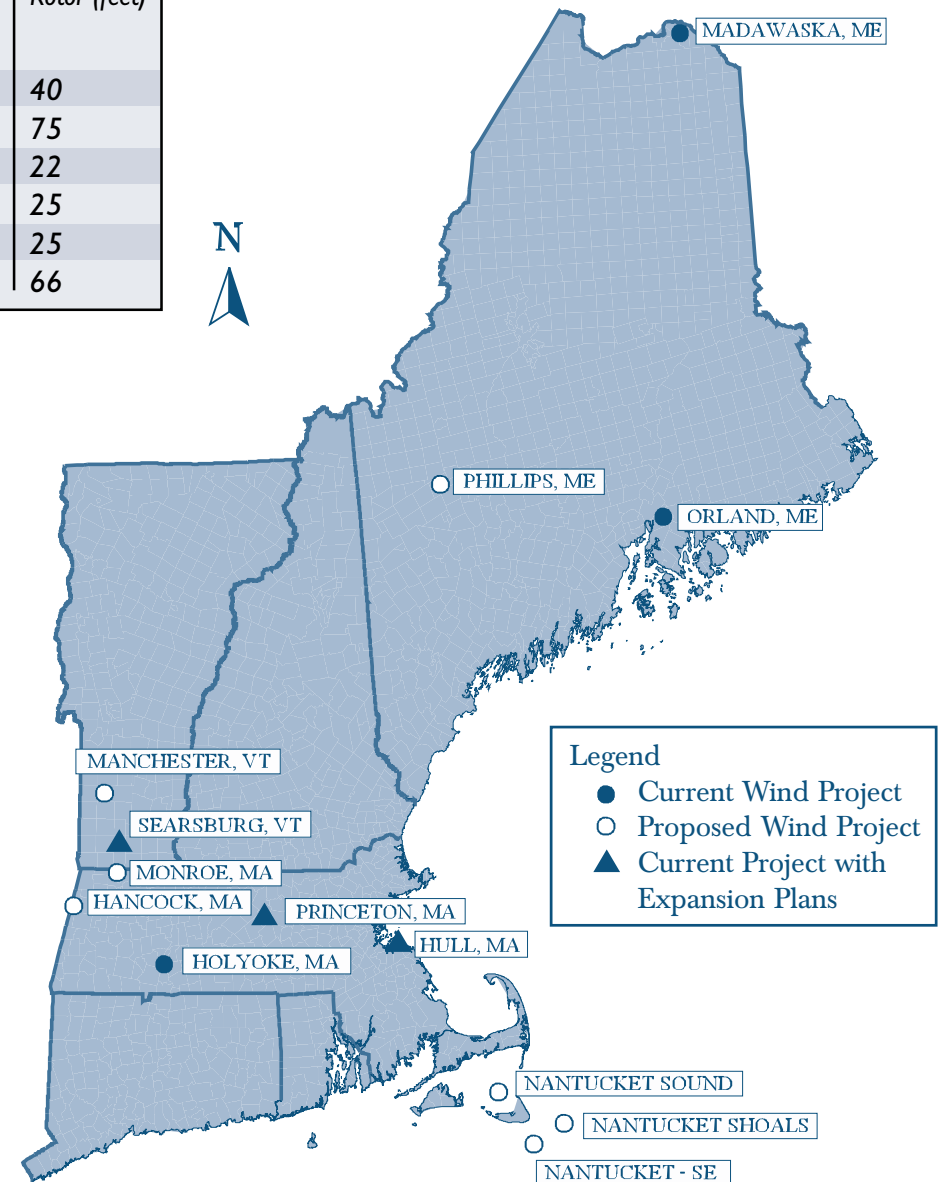 Rotor (feet)
40
75
22
25
25
66
N
MADAWASKA, ME
PHILLIPS, ME
ORLAND, ME
MANCHESTER, VT
SEARSBURG, VT
MONROE, MA
HANCOCK, MA
PRINCETON, MA
HULL, MA
HOLYOKE, MA
NANTUCKET SOUND
NANTUCKET SHOALS
NANTUCKET - SE
Legend
Current Wind Project
Proposed Wind Project
Current Project with
Expansion Plans